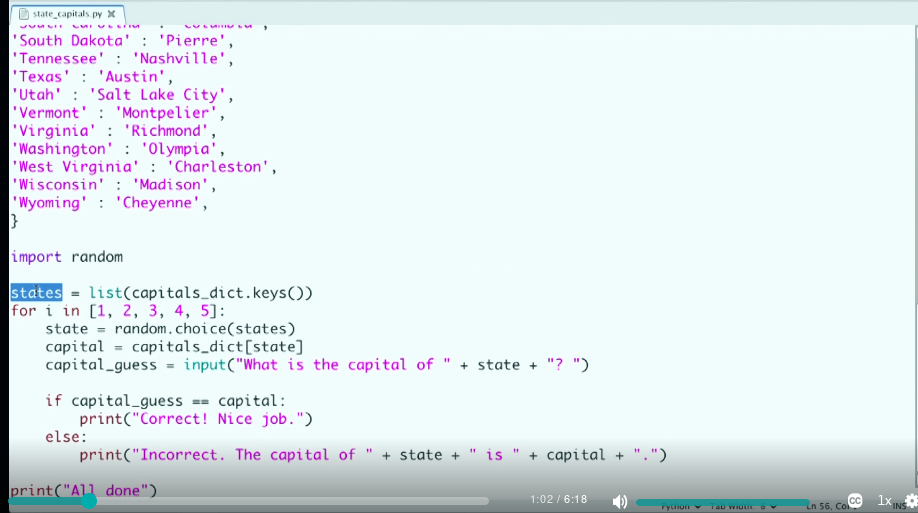 state_capitals.py
'South Carolina' : 'Columbia',
'South Dakota' : 'Pierre',
'Tennessee' : 'Nashville',
'Texas' : 'Austin',
'Utah' : 'Salt Lake City',
'Vermont' : 'Montpelier',
'Virginia' : 'Richmond',
'Washington' : 'Olympia',
'West Virginia' : 'Charleston',
'Wisconsin' : 'Madison',
'Wyoming' : 'Cheyenne',
}
import random
states = list(capitals_dict.keys())
for i in [1, 2, 3, 4, 5]:
    state = random.choice(states)
    capital = capitals_dict[state]
    capital_guess = input("What is the capital of " + state + "? ")
    if capital_guess == capital:
        print("Correct! Nice job.")
    else:
        print("Incorrect. The capital of " + state + " is " + capital + ".")
print("All done")
1:02 / 6:18 CC 1x
Python Tab Width 8 Ln 56, INS